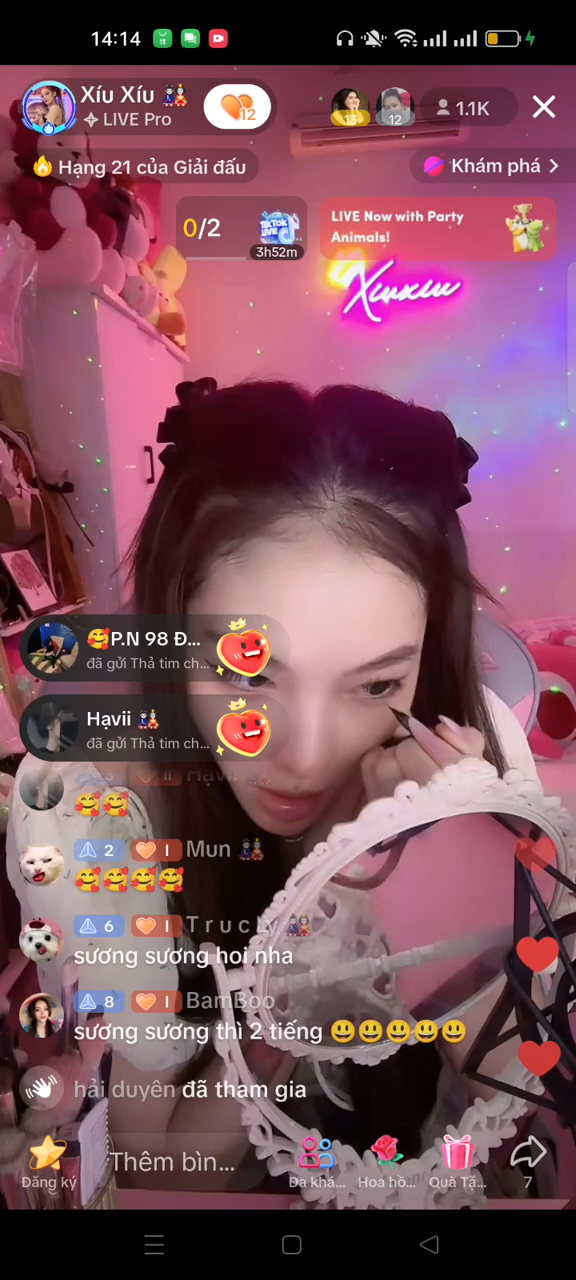 14:14
Xíu Xíu
LIVE Pro
12
13
12
1.1K
Hạng 21 của Giải đấu
Khám phá
0/2
TikTok LIVE
3h52m
LIVE Now with Party
Animals!
Xiuxiu
🥰P.N 98 Đ...
đã gửi Thả tim ch...
Hạvii
đã gửi Thả tim ch...
🥰🥰
2 I Mun
🥰🥰🥰🥰
6 I T r u c Ly
sương sương hoi nha
8 I BamBoo
sương sương thì 2 tiếng 😃😃😃😃😃
hải duyên đã tham gia
Thêm bìn...
Đăng ký
Đa khá...
Hoa hồ...
Quà Tặ...
7